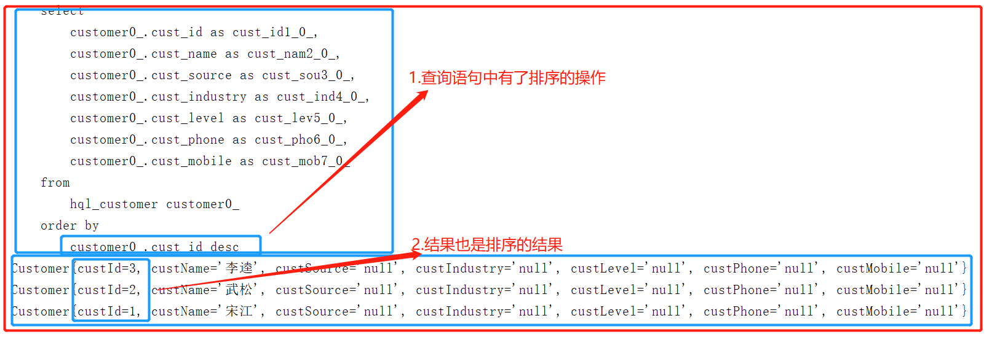 select
customer0_.cust_id as cust_id1_0_,
customer0_.cust_name as cust_nam2_0_,
customer0_.cust_source as cust_sou3_0_,
1.查询语句中有了排序的操作
customer0_.cust_industry as cust_ind4_0_,
customer0_.cust_level as cust_lev5_0_,
customer0_.cust_phone as cust_pho6_0_,
customer0_.cust_mobile as cust_mob7_0_
from
hql_customer customer0_
order by
customer0_.cust_id desc
2.结果也是排序的结果
Customer{custId=3, custName='李逵', custSource='null', custIndustry='null', custLevel='null', custPhone='null', custMobile='null'}
Customer{custId=2, custName='武松', custSource='null', custIndustry='null', custLevel='null', custPhone='null', custMobile='null'}
Customer{custId=1, custName='宋江', custSource='null', custIndustry='null', custLevel='null', custPhone='null', custMobile='null'}